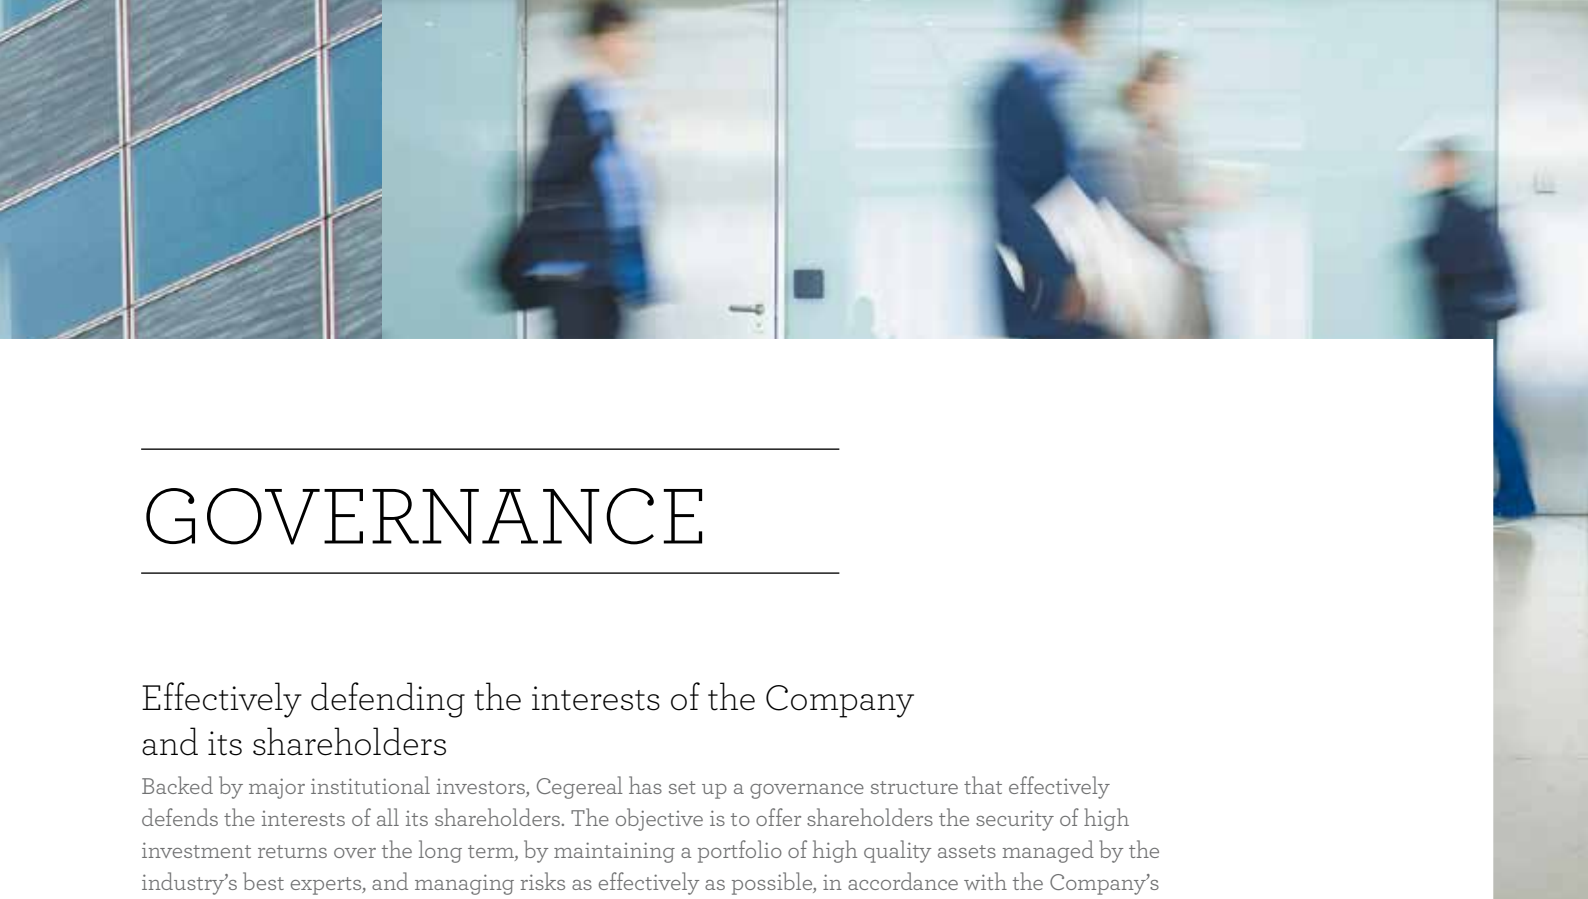 GOVERNANCE
Effectively defending the interests of the Company
and its shareholders
Backed by major institutional investors, Cegereal has set up a governance structure that effectively
defends the interests of all its shareholders. The objective is to offer shareholders the security of high
investment returns over the long term, by maintaining a portfolio of high quality assets managed by the
industry’s best experts, and managing risks as effectively as possible, in accordance with the Company’s